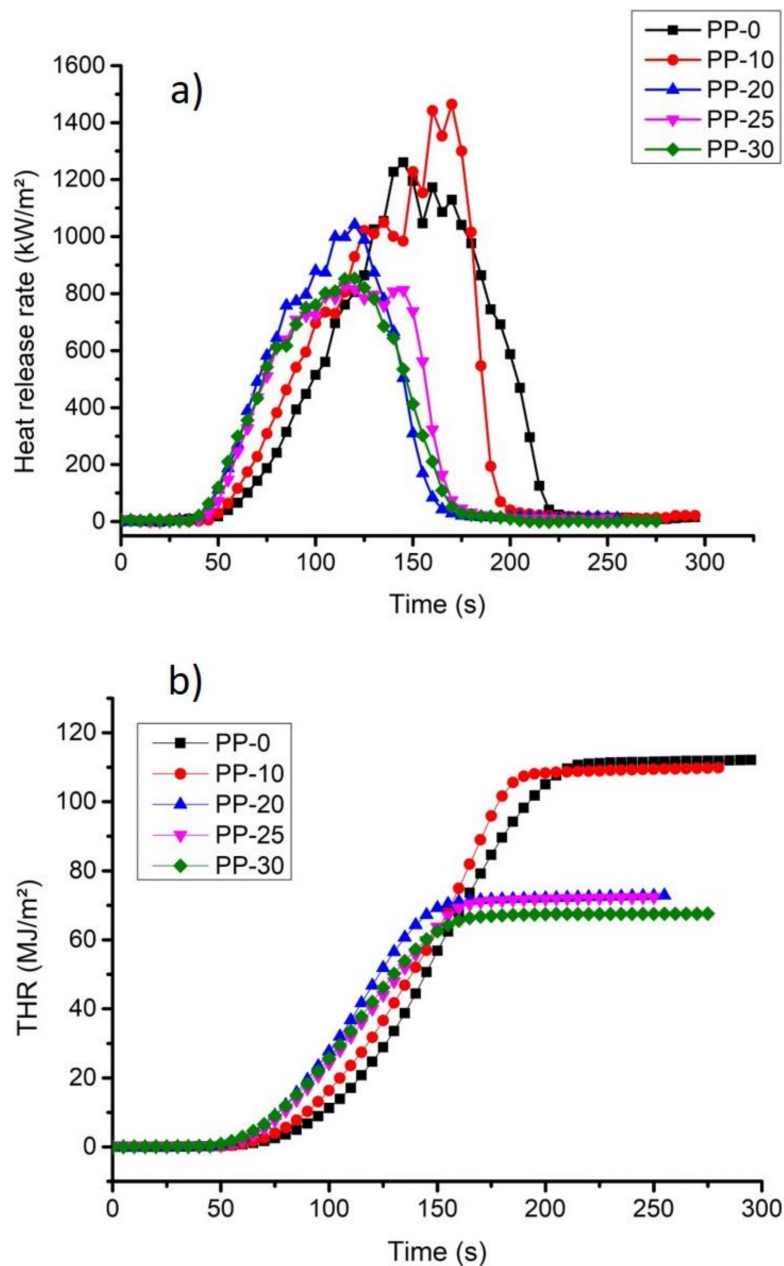 PP-0
PP-10
PP-20
PP-25
PP-30
a)
1600
1400
1200
1000
800
600
400
200
0
Heat release rate (kW/m²)
0 50 100 150 200 250 300
Time (s)
b)
PP-0
PP-10
PP-20
PP-25
PP-30
120
100
80
60
40
20
0
THR (MJ/m²)
0 50 100 150 200 250 300
Time (s)